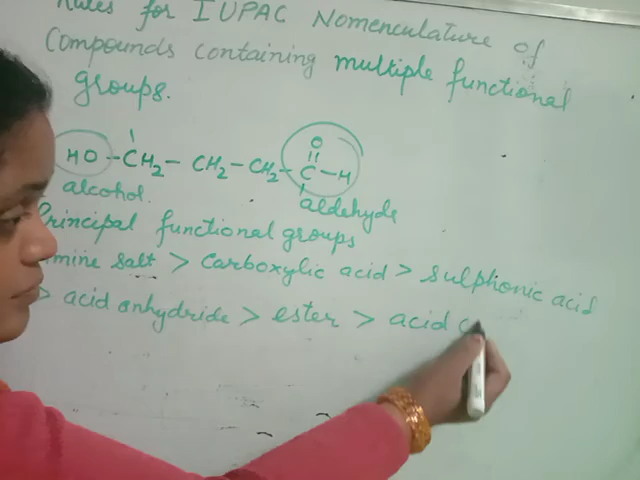 Rules for IUPAC Nomenculature of
Compounds containing multiple functional
groups.
O
HO - CH2 - CH2 - CH2 - C - H
alcohol. aldehyde
Principal functional groups
amine salt > carboxylic acid > sulphonic acid
> acid anhydride > ester > acid c